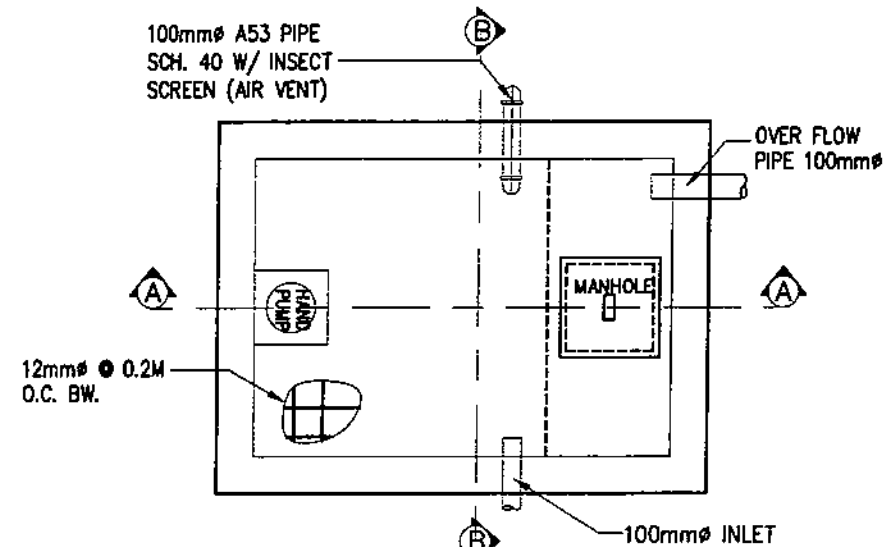 100mmø A53 PIPE
SCH. 40 W/ INSECT
SCREEN (AIR VENT)
B
OVER FLOW
PIPE 100mmø
A
HAND
PUMP
MANHOLE
A
12mmø @ 0.2M
O.C. BW.
100mmø INLET
B